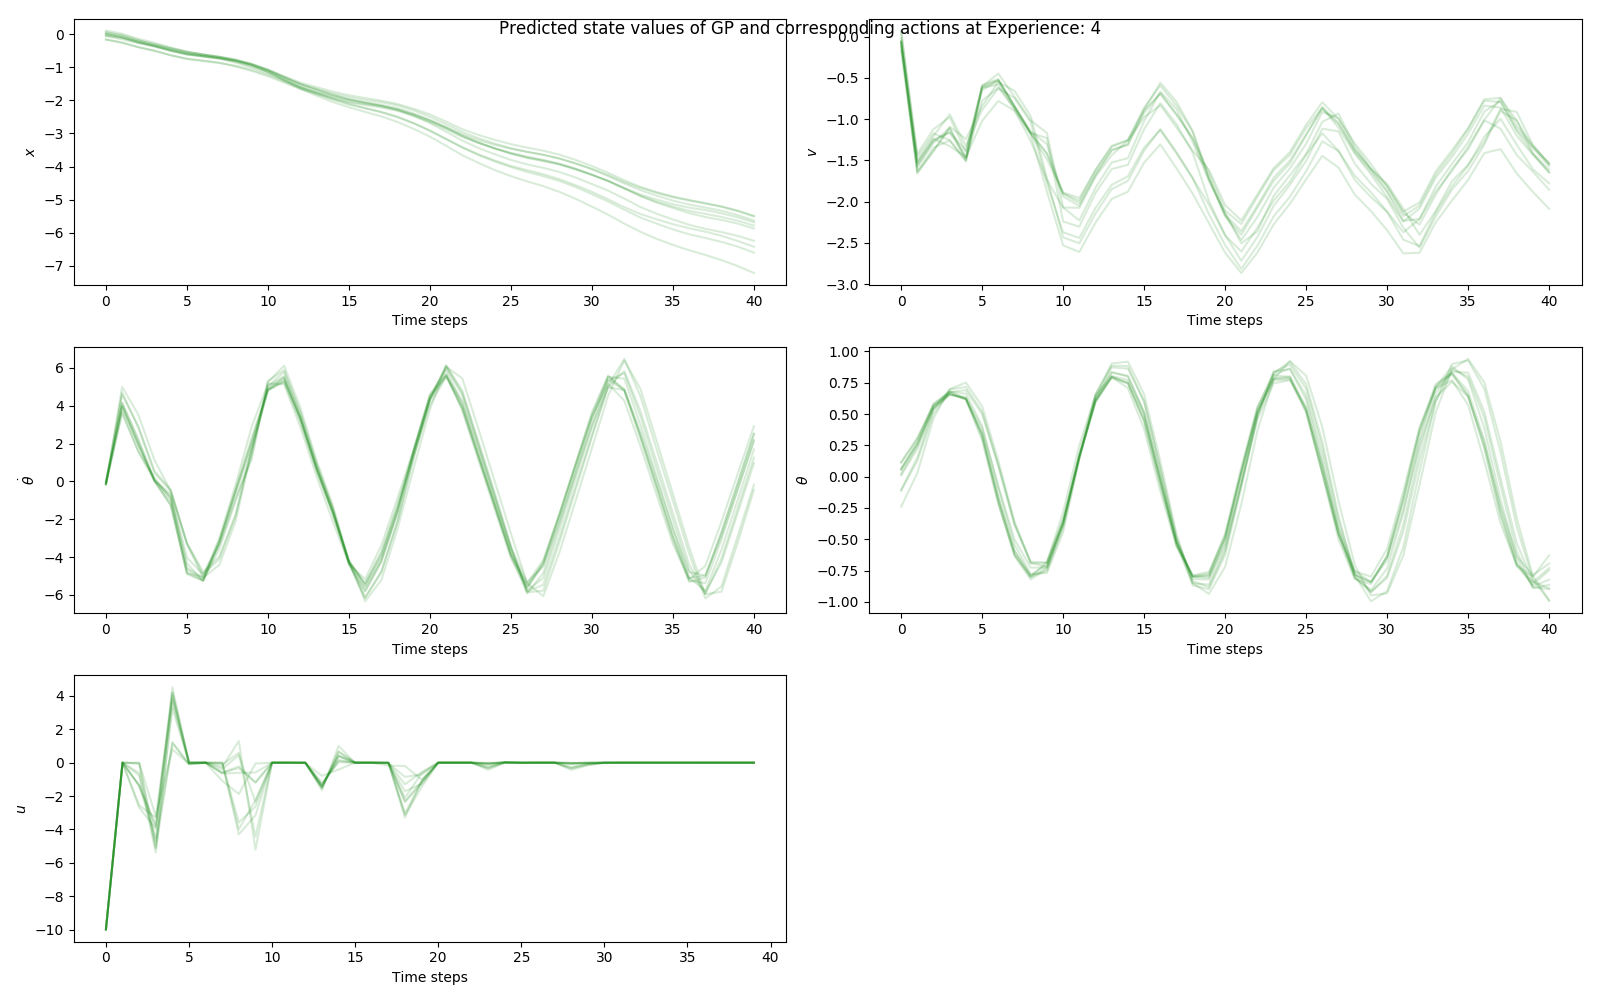 Predicted state values of GP and corresponding actions at Experience: 4
0
−1
−2
−3
−4
−5
−6
−7
x
0 5 10 15 20 25 30 35 40
Time steps
0.0
−0.5
−1.0
−1.5
−2.0
−2.5
−3.0
v
0 5 10 15 20 25 30 35 40
Time steps
6
4
2
0
−2
−4
−6
θ̇
0 5 10 15 20 25 30 35 40
Time steps
1.00
0.75
0.50
0.25
0.00
−0.25
−0.50
−0.75
−1.00
θ
0 5 10 15 20 25 30 35 40
Time steps
4
2
0
−2
−4
−6
−8
−10
u
0 5 10 15 20 25 30 35 40
Time steps